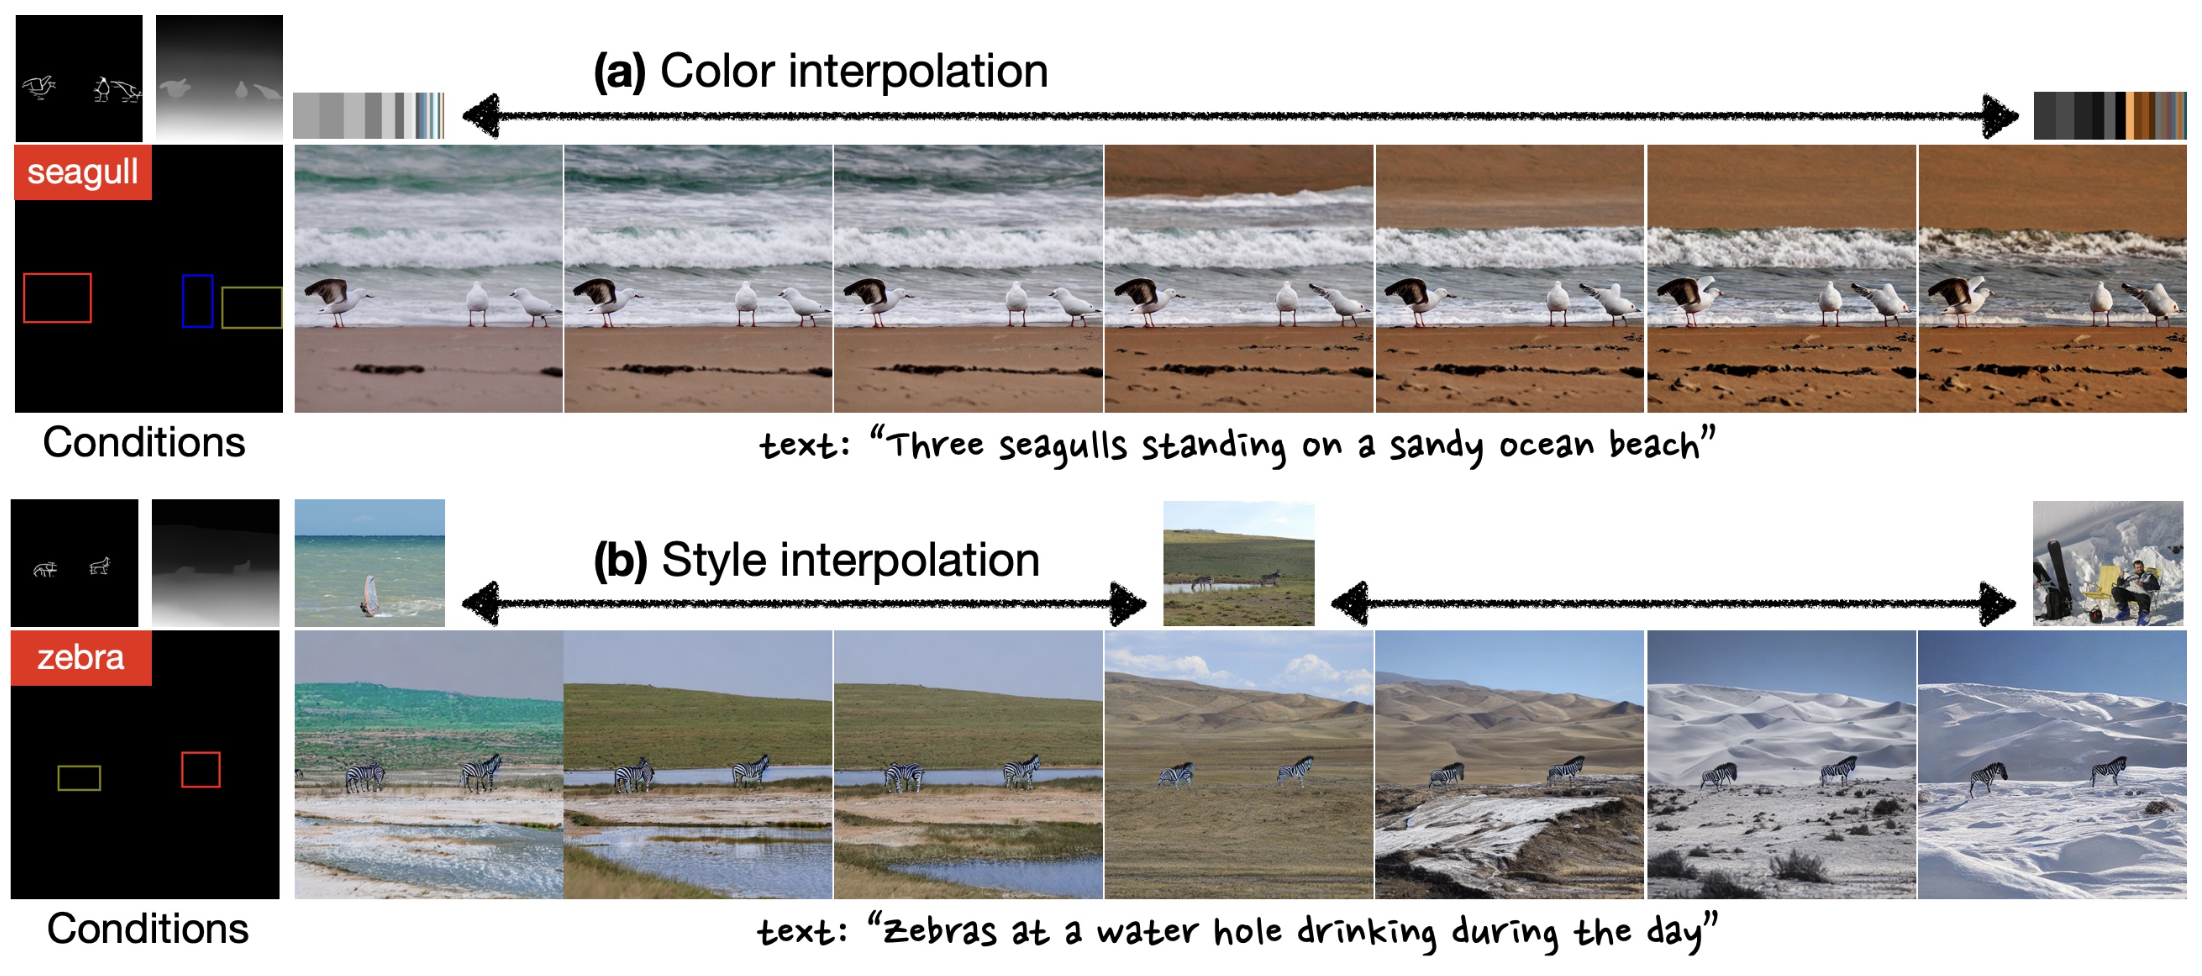 (a) Color interpolation
seagull
Conditions
text: “Three seagulls standing on a sandy ocean beach”
(b) Style interpolation
zebra
Conditions
text: “Zebras at a water hole drinking during the day”